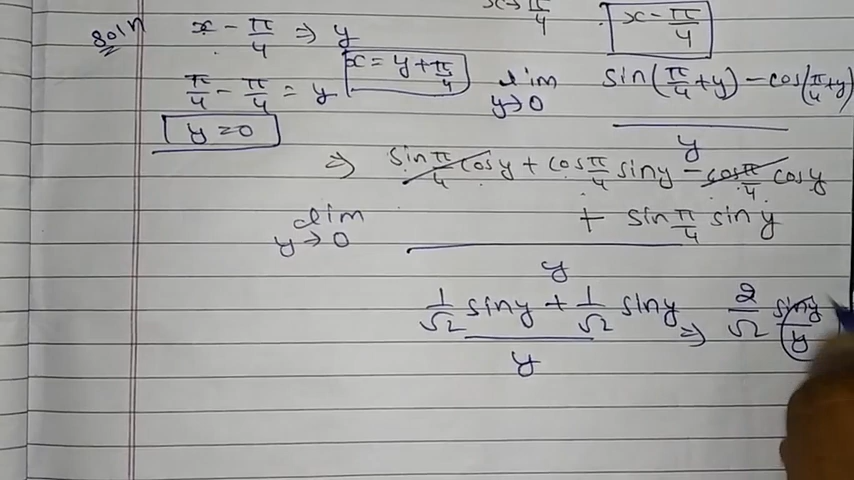 x→π/4
x - π/4
Soln x - π/4 ⇒ y
x = y + π/4
π/4 - π/4 = y
lim y→0 sin(π/4 + y) - cos(π/4 + y)
y
y = 0
⇒ sin π/4 cos y + cos π/4 sin y - cos π/4 cos y
+ sin π/4 sin y
lim y→0
y
1/√2 sin y + 1/√2 sin y ⇒ 2/√2 sin y / y
y